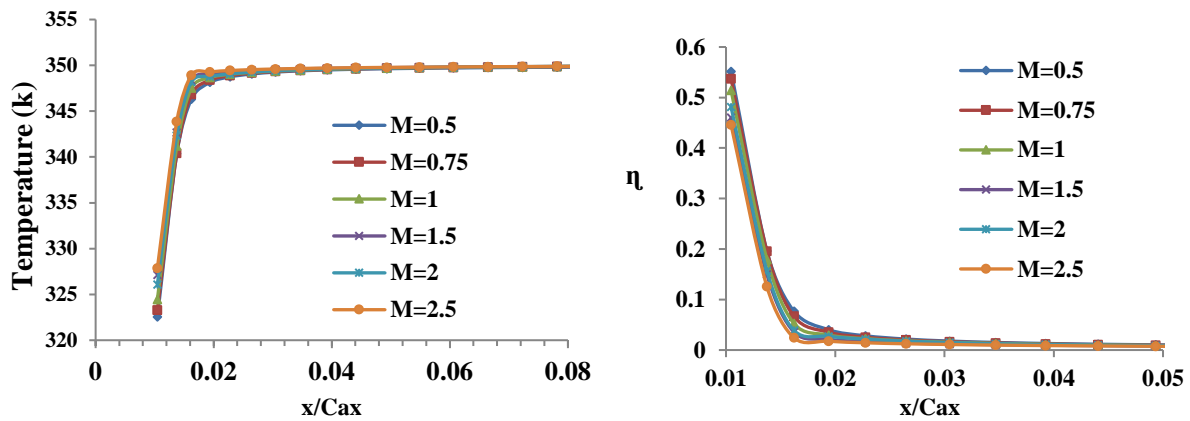 Temperature (k)
355
350
345
340
335
330
325
320
0
0.02
0.04
0.06
0.08
x/Cax
M=0.5
M=0.75
M=1
M=1.5
M=2
M=2.5
η
0.6
0.5
0.4
0.3
0.2
0.1
0
0.01
0.02
0.03
0.04
0.05
x/Cax
M=0.5
M=0.75
M=1
M=1.5
M=2
M=2.5